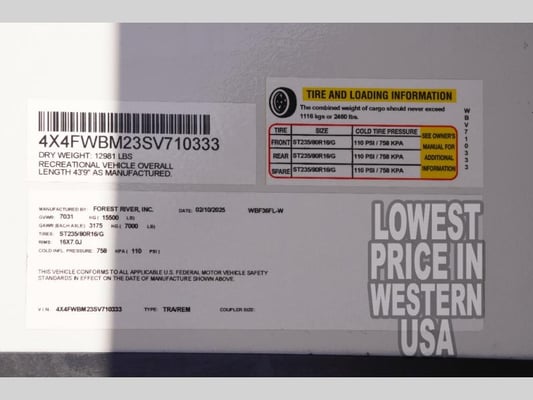 4X4FWBM23SV710333
DRY WEIGHT: 12981 LBS
RECREATIONAL VEHICLE OVERALL
LENGTH 43'9" AS MANUFACTURED.
TIRE AND LOADING INFORMATION
The combined weight of cargo should never exceed
1116 kgs or 2460 lbs.
TIRE SIZE COLD TIRE PRESSURE SEE OWNER'S
FRONT ST235/80R16/G 110 PSI / 758 KPA MANUAL FOR
REAR ST235/80R16/G 110 PSI / 758 KPA ADDITIONAL
SPARE ST235/80R16/G 110 PSI / 758 KPA INFORMATION
WBV710333
MANUFACTURED BY: FOREST RIVER, INC. DATE: 02/10/2025 WBF36FL-W
GVWR: 7031 KG ( 15500 LB)
GAWR (EACH AXLE): 3175 KG ( 7000 LB)
TIRES: ST235/80R16/G
RIMS: 16X7.0J
COLD INFL. PRESSURE: 758 KPA ( 110 PSI)
THIS VEHICLE CONFORMS TO ALL APPLICABLE U.S. FEDERAL MOTOR VEHICLE SAFETY
STANDARDS IN EFFECT ON THE DATE OF MANUFACTURE SHOWN ABOVE.
V.I.N.: 4X4FWBM23SV710333 TYPE: TRA/REM COUPLER SIZE:
LOWEST
PRICE IN
WESTERN
USA